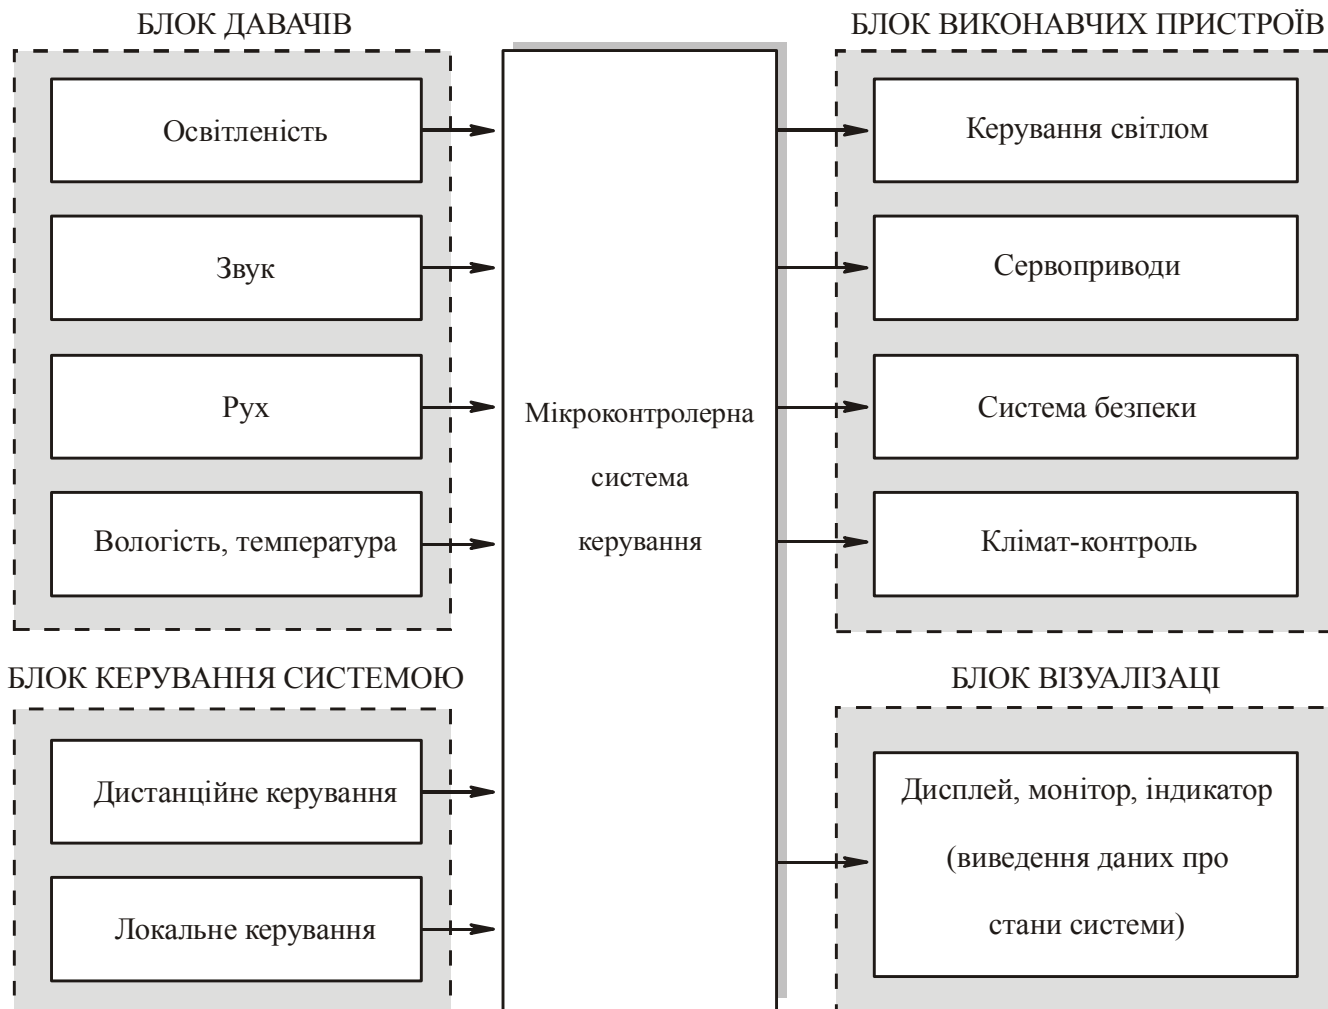 БЛОК ДАВАЧІВ
Освітленість
Звук
Рух
Вологість, температура
БЛОК КЕРУВАННЯ СИСТЕМОЮ
Дистанційне керування
Локальне керування
Мікроконтролерна
система
керування
БЛОК ВИКОНАВЧИХ ПРИСТРОЇВ
Керування світлом
Сервоприводи
Система безпеки
Клімат-контроль
БЛОК ВІЗУАЛІЗАЦІ
Дисплей, монітор, індикатор
(виведення даних про
стани системи)